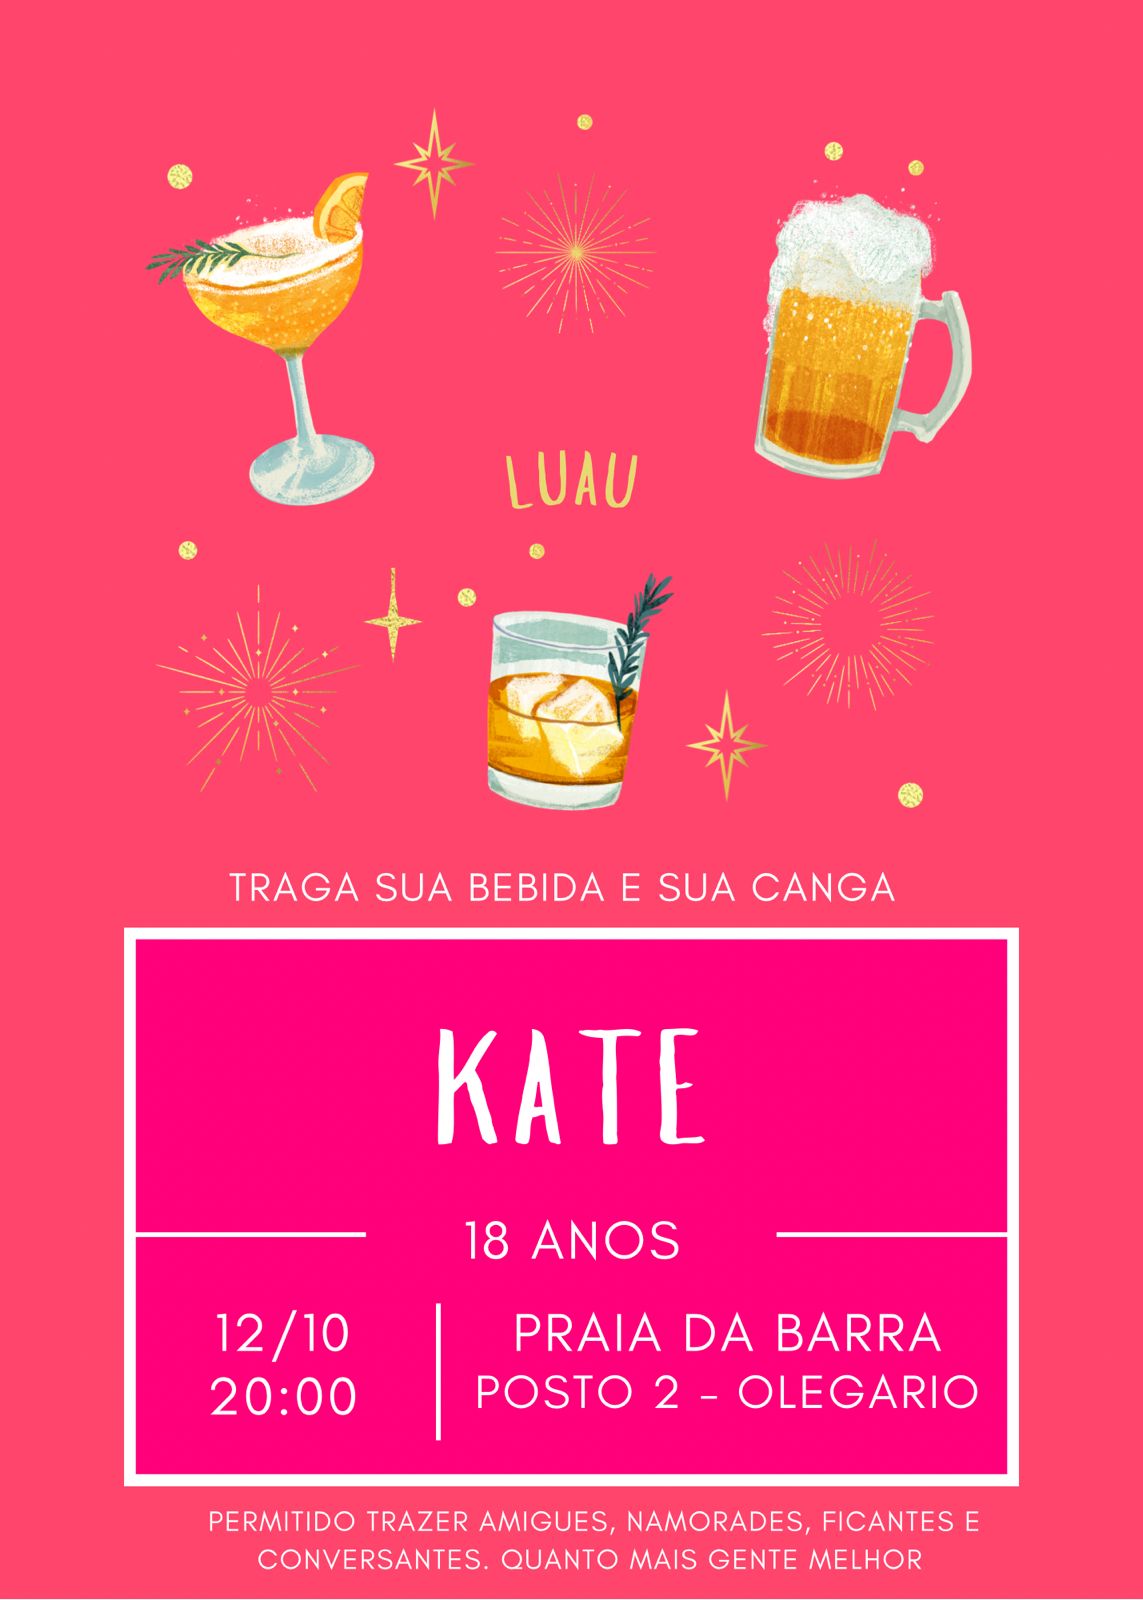 LUAU
TRAGA SUA BEBIDA E SUA CANGA
KATE
18 ANOS
12/10
20:00
PRAIA DA BARRA
POSTO 2 - OLEGARIO
PERMITIDO TRAZER AMIGUES, NAMORADES, FICANTES E
CONVERSANTES. QUANTO MAIS GENTE MELHOR